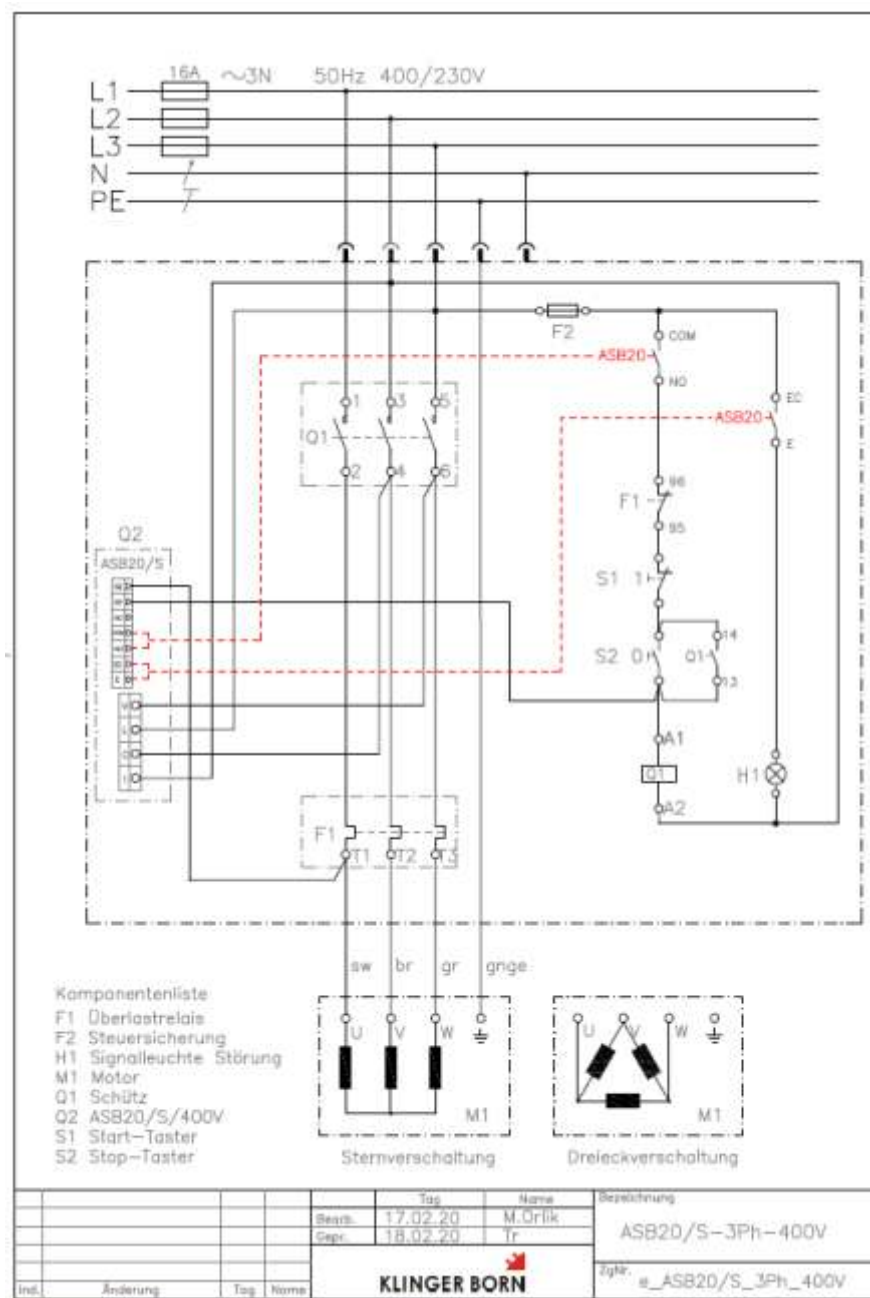 16A ~3N 50Hz 400/230V
L1
L2
L3
N
PE
F2
COM
ASB20
NO
EC
ASB20
E
1 3 5
Q1
2 4 6
96
F1
95
Q2
ASB20/S
S1 1
14
S2 0
Q1
13
A1
Q1
H1
A2
F1
T1 T2 T3
sw br gr gnge
U V W
M1
Sternverschaltung
U V W
M1
Dreieckverschaltung
Komponentenliste
F1 Überlastrelais
F2 Steuersicherung
H1 Signalleuchte Störung
M1 Motor
Q1 Schütz
Q2 ASB20/S/400V
S1 Start-Taster
S2 Stop-Taster
Tag Name
Bearb. 17.02.20 M.Orlik
Gepr. 18.02.20 Tr
Bezeichnung
ASB20/S-3Ph-400V
ZgNr.
e_ASB20/S_3Ph_400V
Ind. Änderung Tag Name
KLINGER BORN